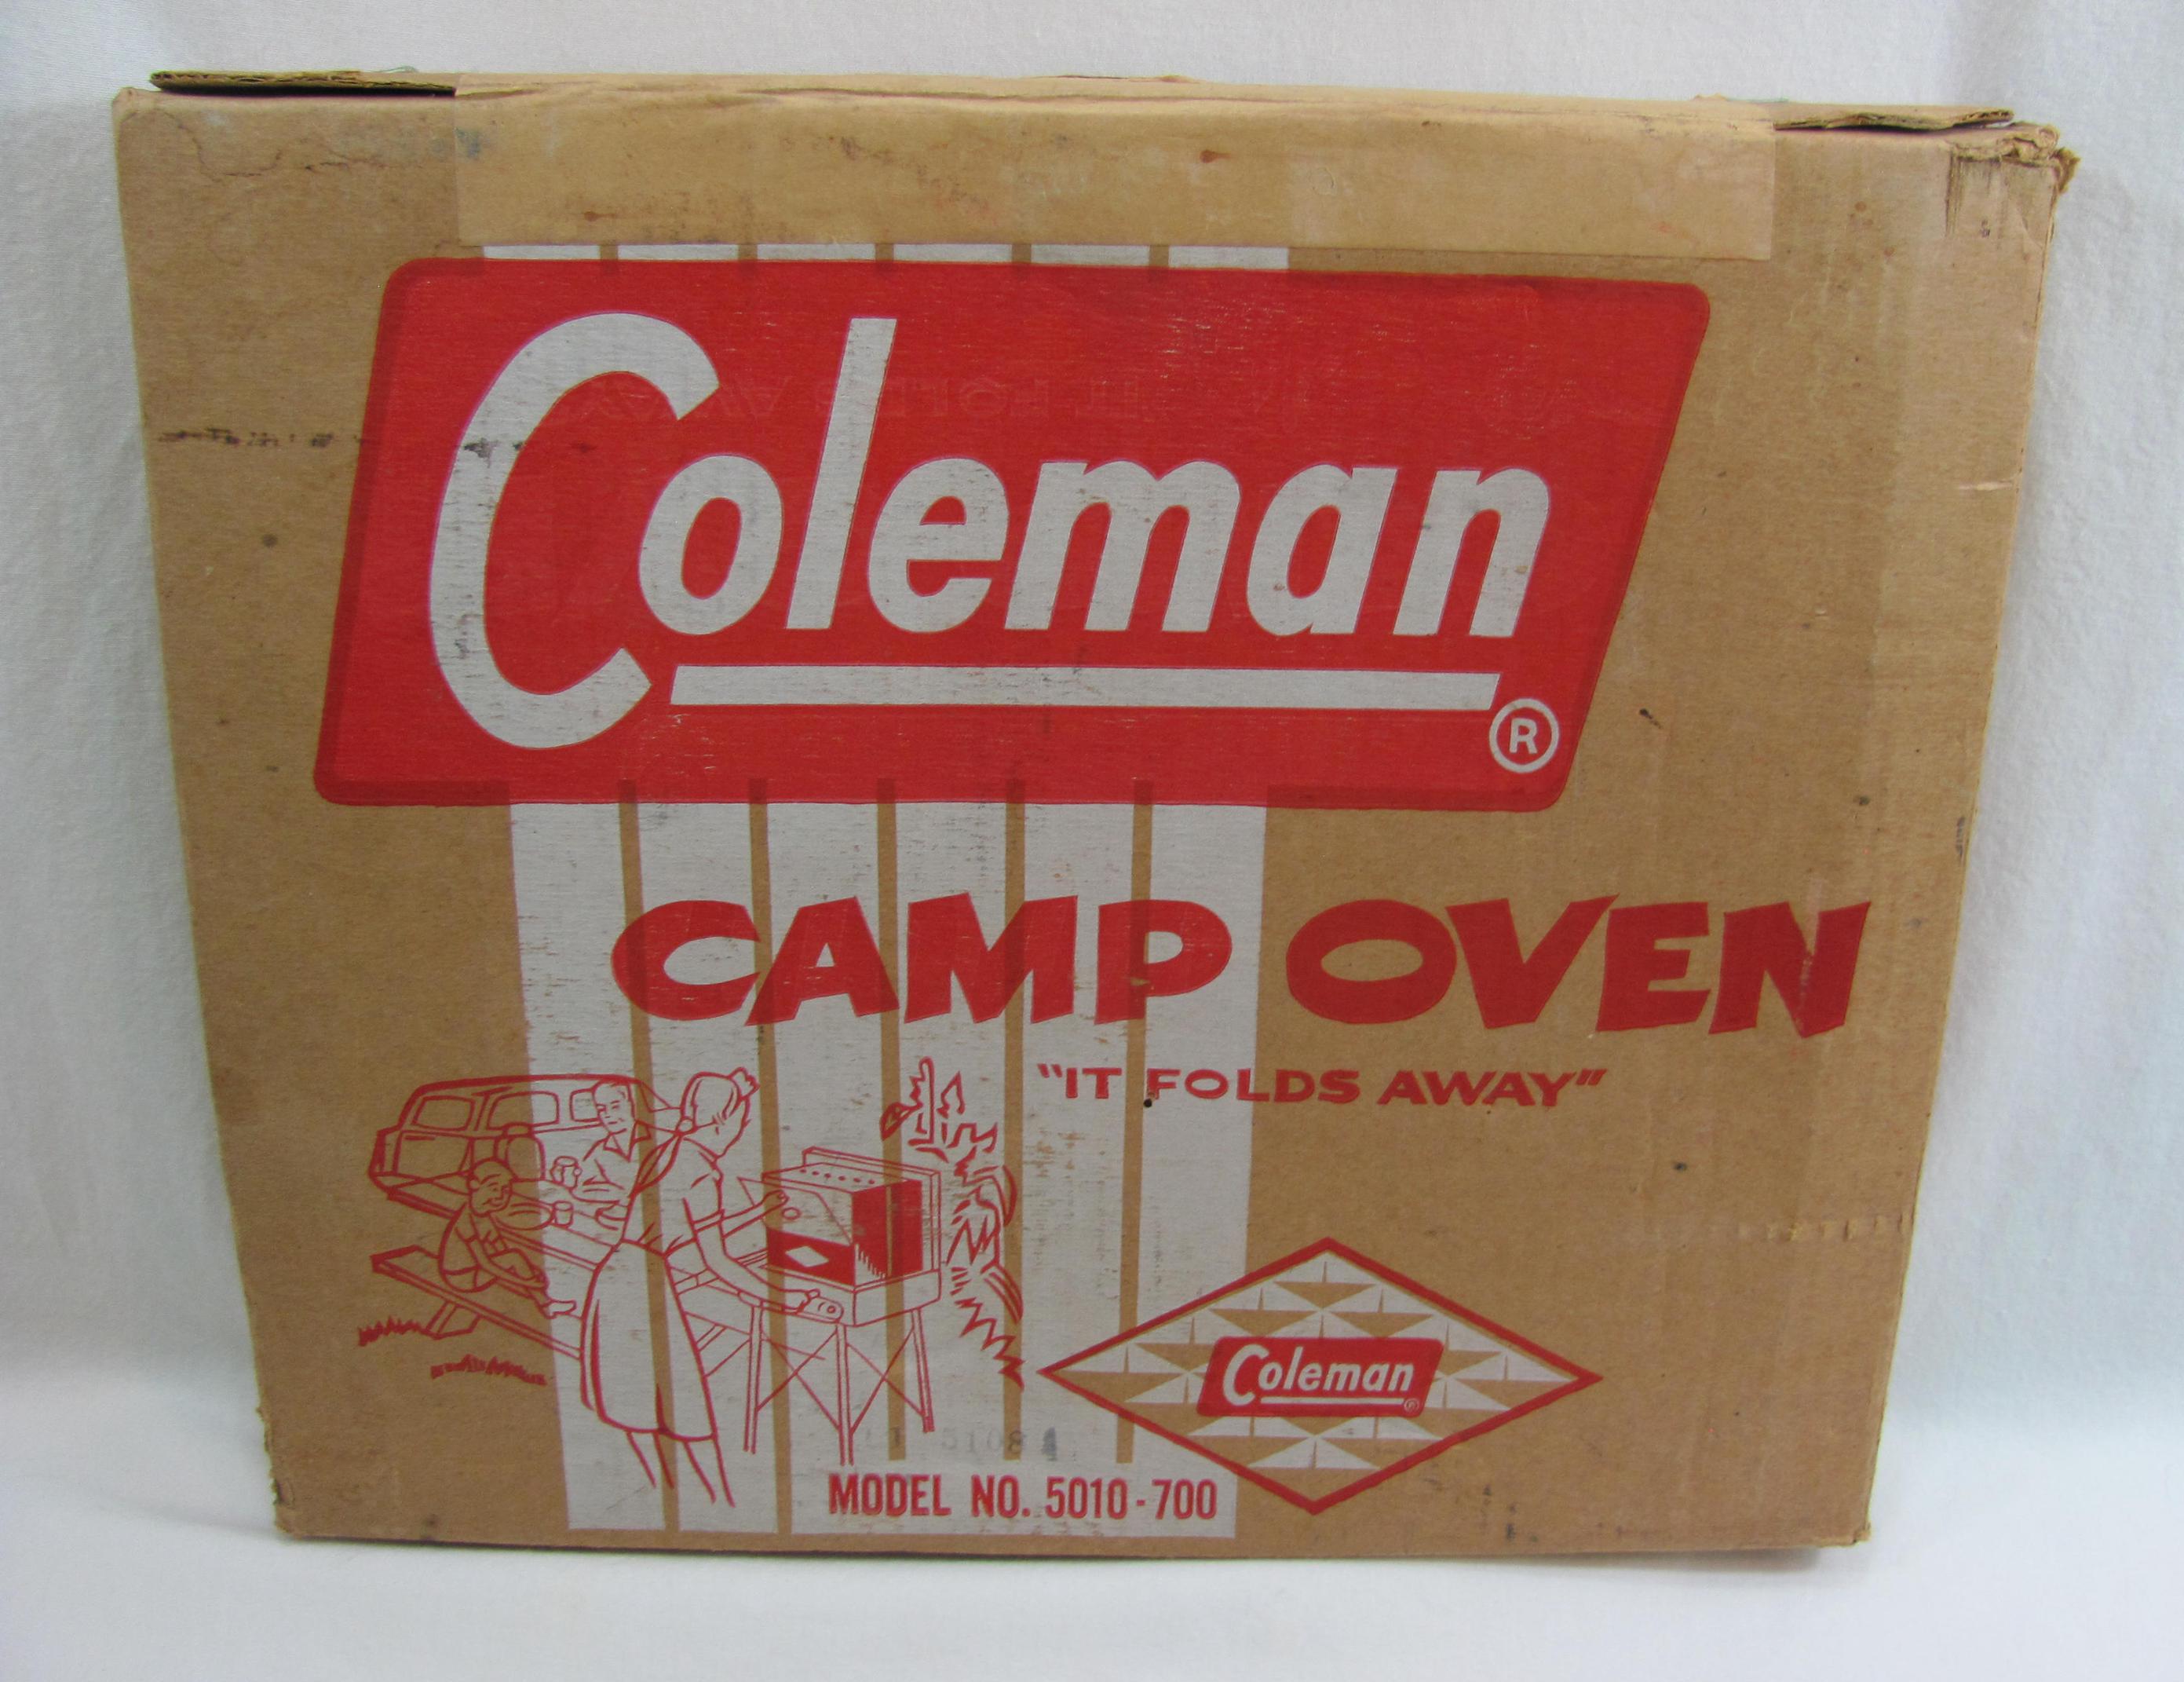 Coleman
®
CAMP OVEN
"IT FOLDS AWAY"
Coleman
®
MODEL NO. 5010-700